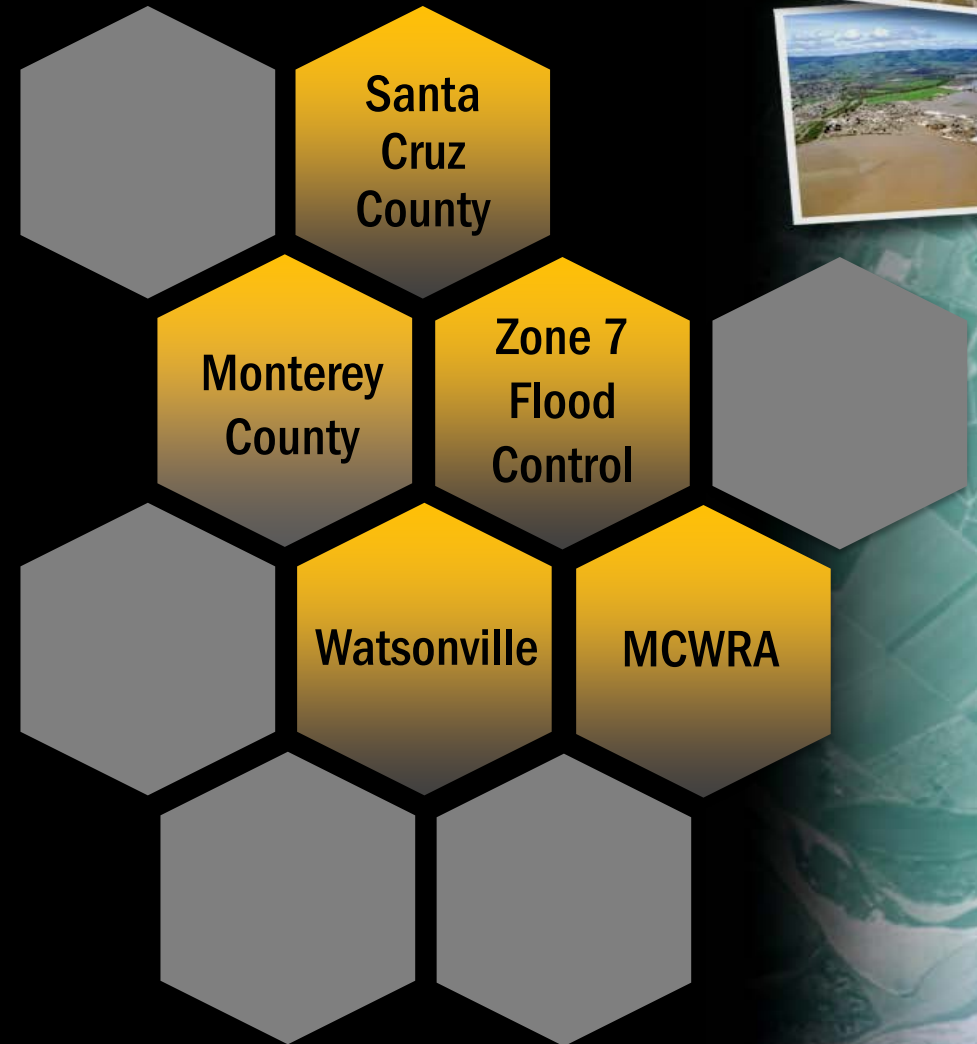 Santa
Cruz
County
Monterey
County
Zone 7
Flood
Control
Watsonville
MCWRA